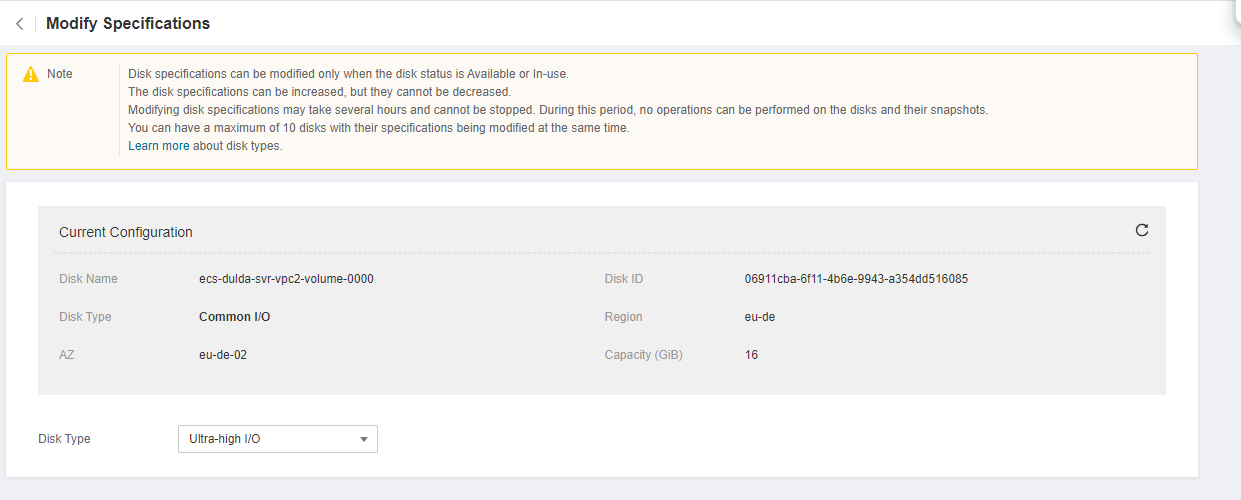 Modify Specifications
Note
Disk specifications can be modified only when the disk status is Available or In-use.
The disk specifications can be increased, but they cannot be decreased.
Modifying disk specifications may take several hours and cannot be stopped. During this period, no operations can be performed on the disks and their snapshots.
You can have a maximum of 10 disks with their specifications being modified at the same time.
Learn more about disk types.
Current Configuration
Disk Name ecs-dulda-svr-vpc2-volume-0000 Disk ID 06911cba-6f11-4b6e-9943-a354dd516085
Disk Type Common I/O Region eu-de
AZ eu-de-02 Capacity (GiB) 16
Disk Type Ultra-high I/O